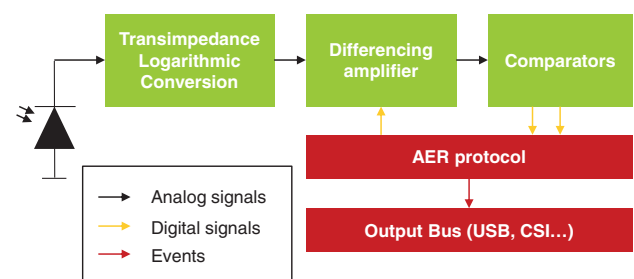 Transimpedance
Logarithmic
Conversion
Differencing
amplifier
Comparators
AER protocol
Output Bus (USB, CSI...)
Analog signals
Digital signals
Events